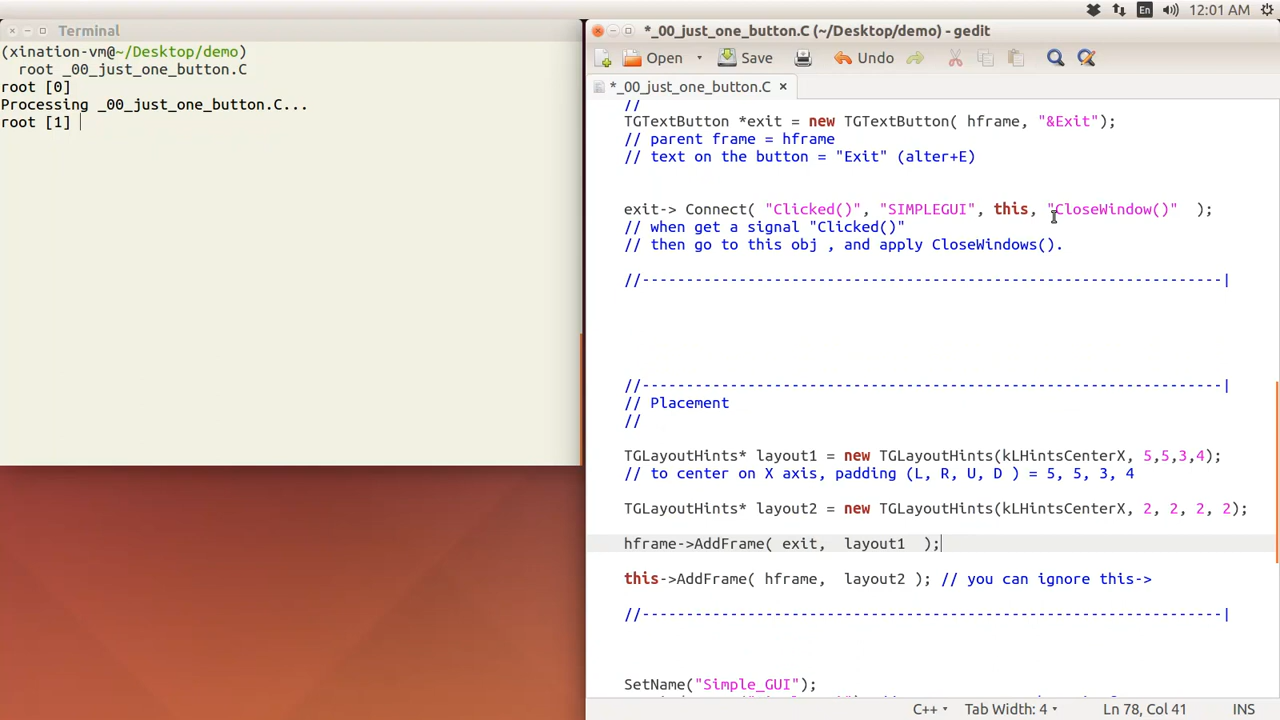 En 12:01 AM
Terminal
(xination-vm@~/Desktop/demo)
root _00_just_one_button.C
root [0]
Processing _00_just_one_button.C...
root [1]
*_00_just_one_button.C (~/Desktop/demo) - gedit
Open Save Undo
*_00_just_one_button.C ×
//
TGTextButton *exit = new TGTextButton( hframe, "&Exit");
// parent frame = hframe
// text on the button = "Exit" (alter+E)
exit-> Connect( "Clicked()", "SIMPLEGUI", this, "CloseWindow()" );
// when get a signal "Clicked()"
// then go to this obj , and apply CloseWindows().
//------------------------------------------------------------------|
//------------------------------------------------------------------|
// Placement
//
TGLayoutHints* layout1 = new TGLayoutHints(kLHintsCenterX, 5,5,3,4);
// to center on X axis, padding (L, R, U, D ) = 5, 5, 3, 4
TGLayoutHints* layout2 = new TGLayoutHints(kLHintsCenterX, 2, 2, 2, 2);
hframe->AddFrame( exit, layout1 );
this->AddFrame( hframe, layout2 ); // you can ignore this->
//------------------------------------------------------------------|
SetName("Simple_GUI");
C++ Tab Width: 4 Ln 78, Col 41 INS